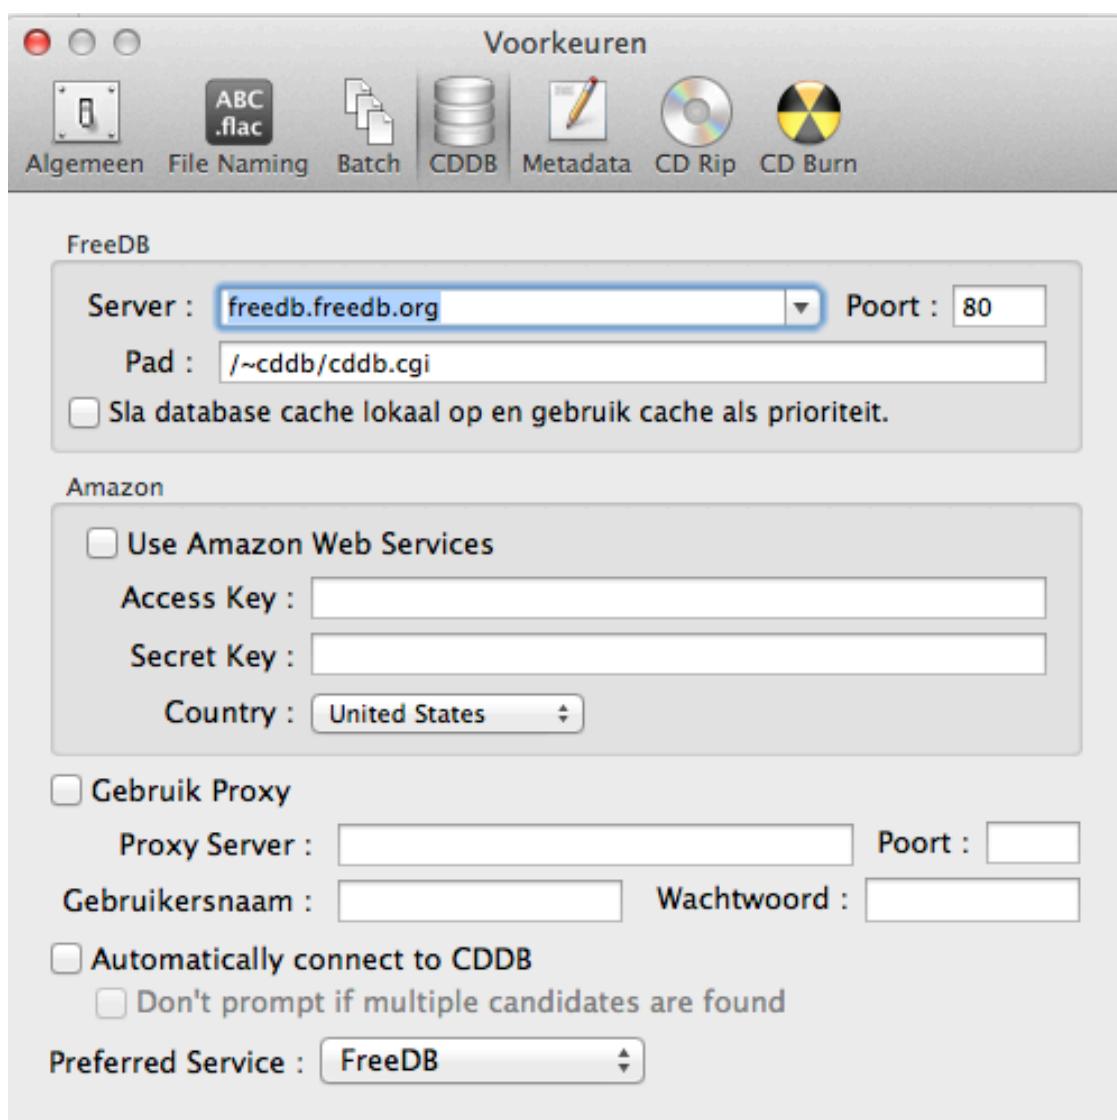 Voorkeuren
ABC
.flac
Algemeen File Naming Batch CDDB Metadata CD Rip CD Burn
FreeDB
Server : freedb.freedb.org Poort : 80
Pad : /~cddb/cddb.cgi
Sla database cache lokaal op en gebruik cache als prioriteit.
Amazon
Use Amazon Web Services
Access Key :
Secret Key :
Country : United States
Gebruik Proxy
Proxy Server : Poort :
Gebruikersnaam : Wachtwoord :
Automatically connect to CDDB
Don't prompt if multiple candidates are found
Preferred Service : FreeDB